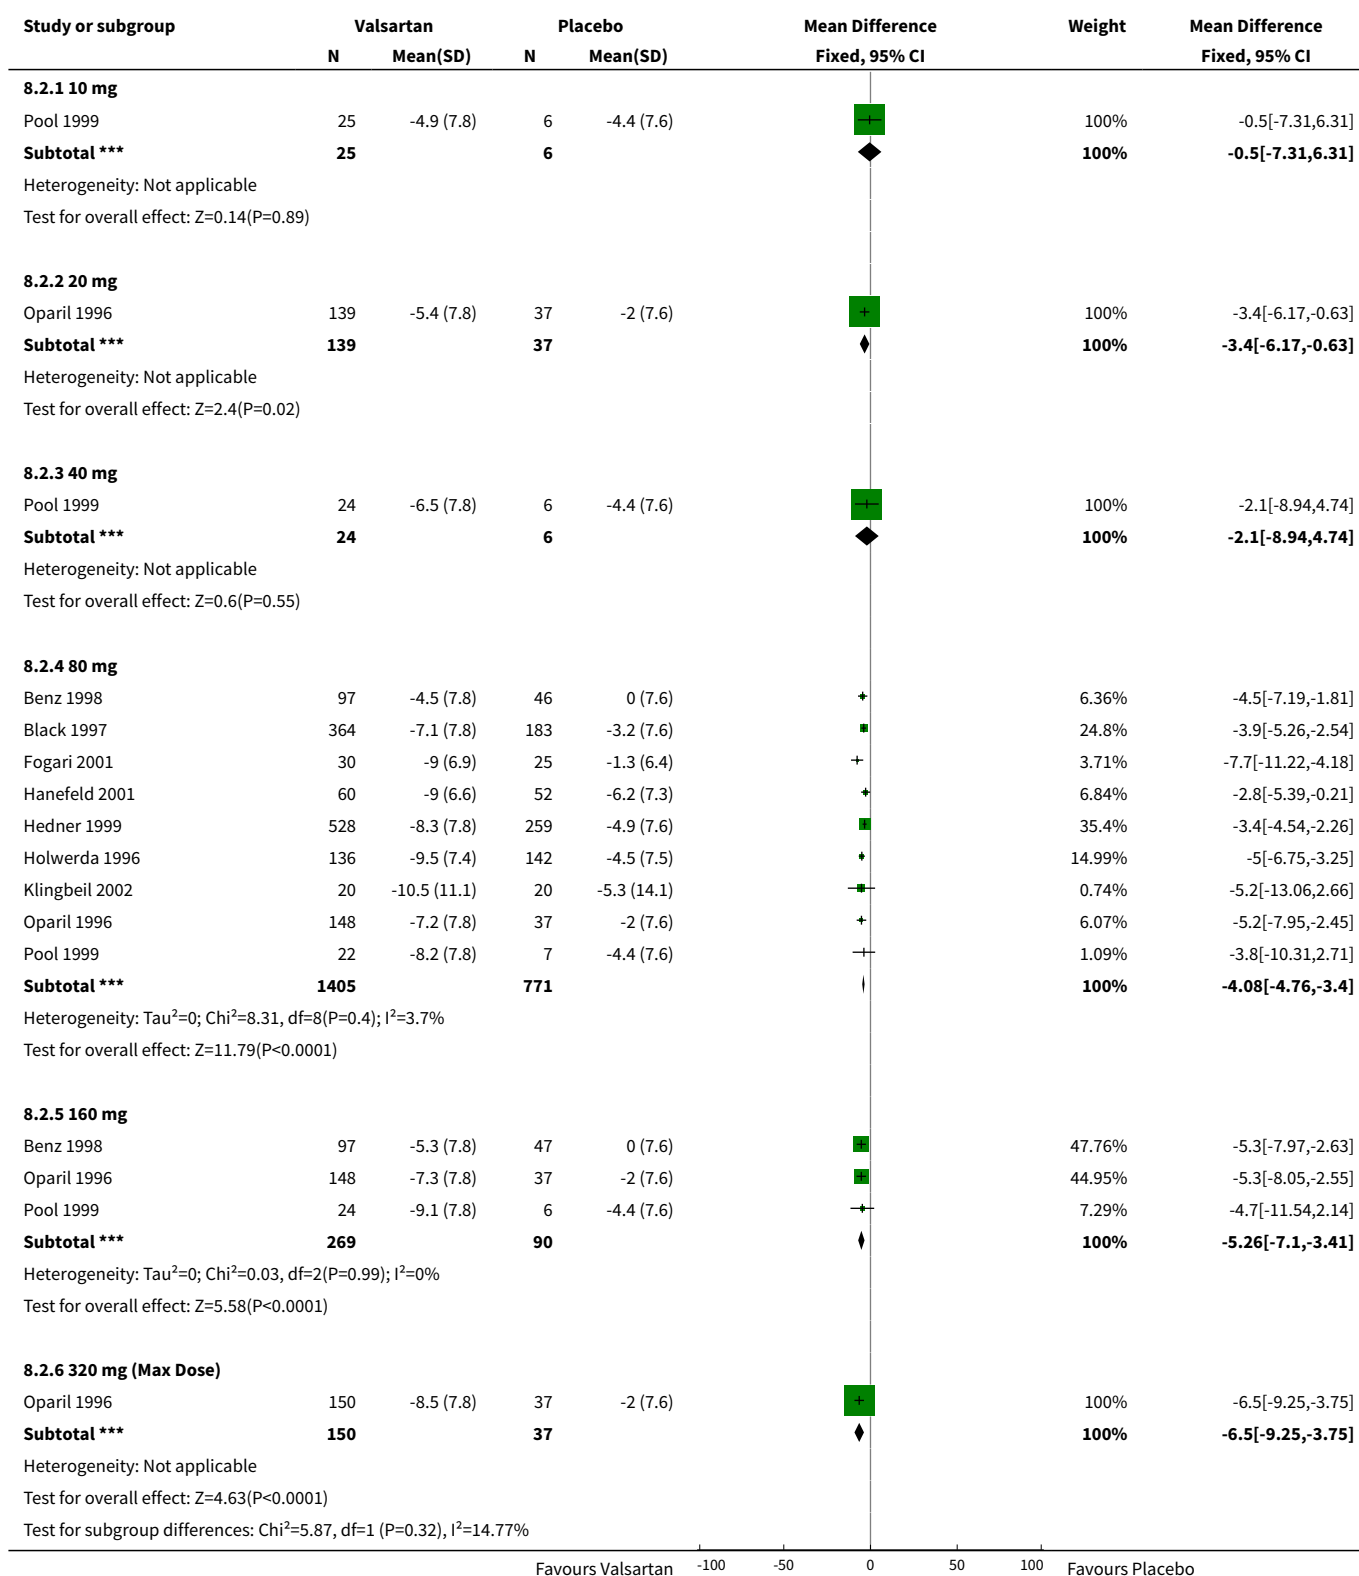 Study or subgroup Valsartan Placebo Mean Difference Weight Mean Difference
N Mean(SD) N Mean(SD) Fixed, 95% CI Fixed, 95% CI
8.2.1 10 mg
Pool 1999 25 -4.9 (7.8) 6 -4.4 (7.6) 100% -0.5[-7.31,6.31]
Subtotal *** 25 6 100% -0.5[-7.31,6.31]
Heterogeneity: Not applicable
Test for overall effect: Z=0.14(P=0.89)
8.2.2 20 mg
Oparil 1996 139 -5.4 (7.8) 37 -2 (7.6) 100% -3.4[-6.17,-0.63]
Subtotal *** 139 37 100% -3.4[-6.17,-0.63]
Heterogeneity: Not applicable
Test for overall effect: Z=2.4(P=0.02)
8.2.3 40 mg
Pool 1999 24 -6.5 (7.8) 6 -4.4 (7.6) 100% -2.1[-8.94,4.74]
Subtotal *** 24 6 100% -2.1[-8.94,4.74]
Heterogeneity: Not applicable
Test for overall effect: Z=0.6(P=0.55)
8.2.4 80 mg
Benz 1998 97 -4.5 (7.8) 46 0 (7.6) 6.36% -4.5[-7.19,-1.81]
Black 1997 364 -7.1 (7.8) 183 -3.2 (7.6) 24.8% -3.9[-5.26,-2.54]
Fogari 2001 30 -9 (6.9) 25 -1.3 (6.4) 3.71% -7.7[-11.22,-4.18]
Hanefeld 2001 60 -9 (6.6) 52 -6.2 (7.3) 6.84% -2.8[-5.39,-0.21]
Hedner 1999 528 -8.3 (7.8) 259 -4.9 (7.6) 35.4% -3.4[-4.54,-2.26]
Holwerda 1996 136 -9.5 (7.4) 142 -4.5 (7.5) 14.99% -5[-6.75,-3.25]
Klingbeil 2002 20 -10.5 (11.1) 20 -5.3 (14.1) 0.74% -5.2[-13.06,2.66]
Oparil 1996 148 -7.2 (7.8) 37 -2 (7.6) 6.07% -5.2[-7.95,-2.45]
Pool 1999 22 -8.2 (7.8) 7 -4.4 (7.6) 1.09% -3.8[-10.31,2.71]
Subtotal *** 1405 771 100% -4.08[-4.76,-3.4]
Heterogeneity: Tau²=0; Chi²=8.31, df=8(P=0.4); I²=3.7%
Test for overall effect: Z=11.79(P<0.0001)
8.2.5 160 mg
Benz 1998 97 -5.3 (7.8) 47 0 (7.6) 47.76% -5.3[-7.97,-2.63]
Oparil 1996 148 -7.3 (7.8) 37 -2 (7.6) 44.95% -5.3[-8.05,-2.55]
Pool 1999 24 -9.1 (7.8) 6 -4.4 (7.6) 7.29% -4.7[-11.54,2.14]
Subtotal *** 269 90 100% -5.26[-7.1,-3.41]
Heterogeneity: Tau²=0; Chi²=0.03, df=2(P=0.99); I²=0%
Test for overall effect: Z=5.58(P<0.0001)
8.2.6 320 mg (Max Dose)
Oparil 1996 150 -8.5 (7.8) 37 -2 (7.6) 100% -6.5[-9.25,-3.75]
Subtotal *** 150 37 100% -6.5[-9.25,-3.75]
Heterogeneity: Not applicable
Test for overall effect: Z=4.63(P<0.0001)
Test for subgroup differences: Chi²=5.87, df=1 (P=0.32), I²=14.77%
Favours Valsartan -100 -50 0 50 100 Favours Placebo